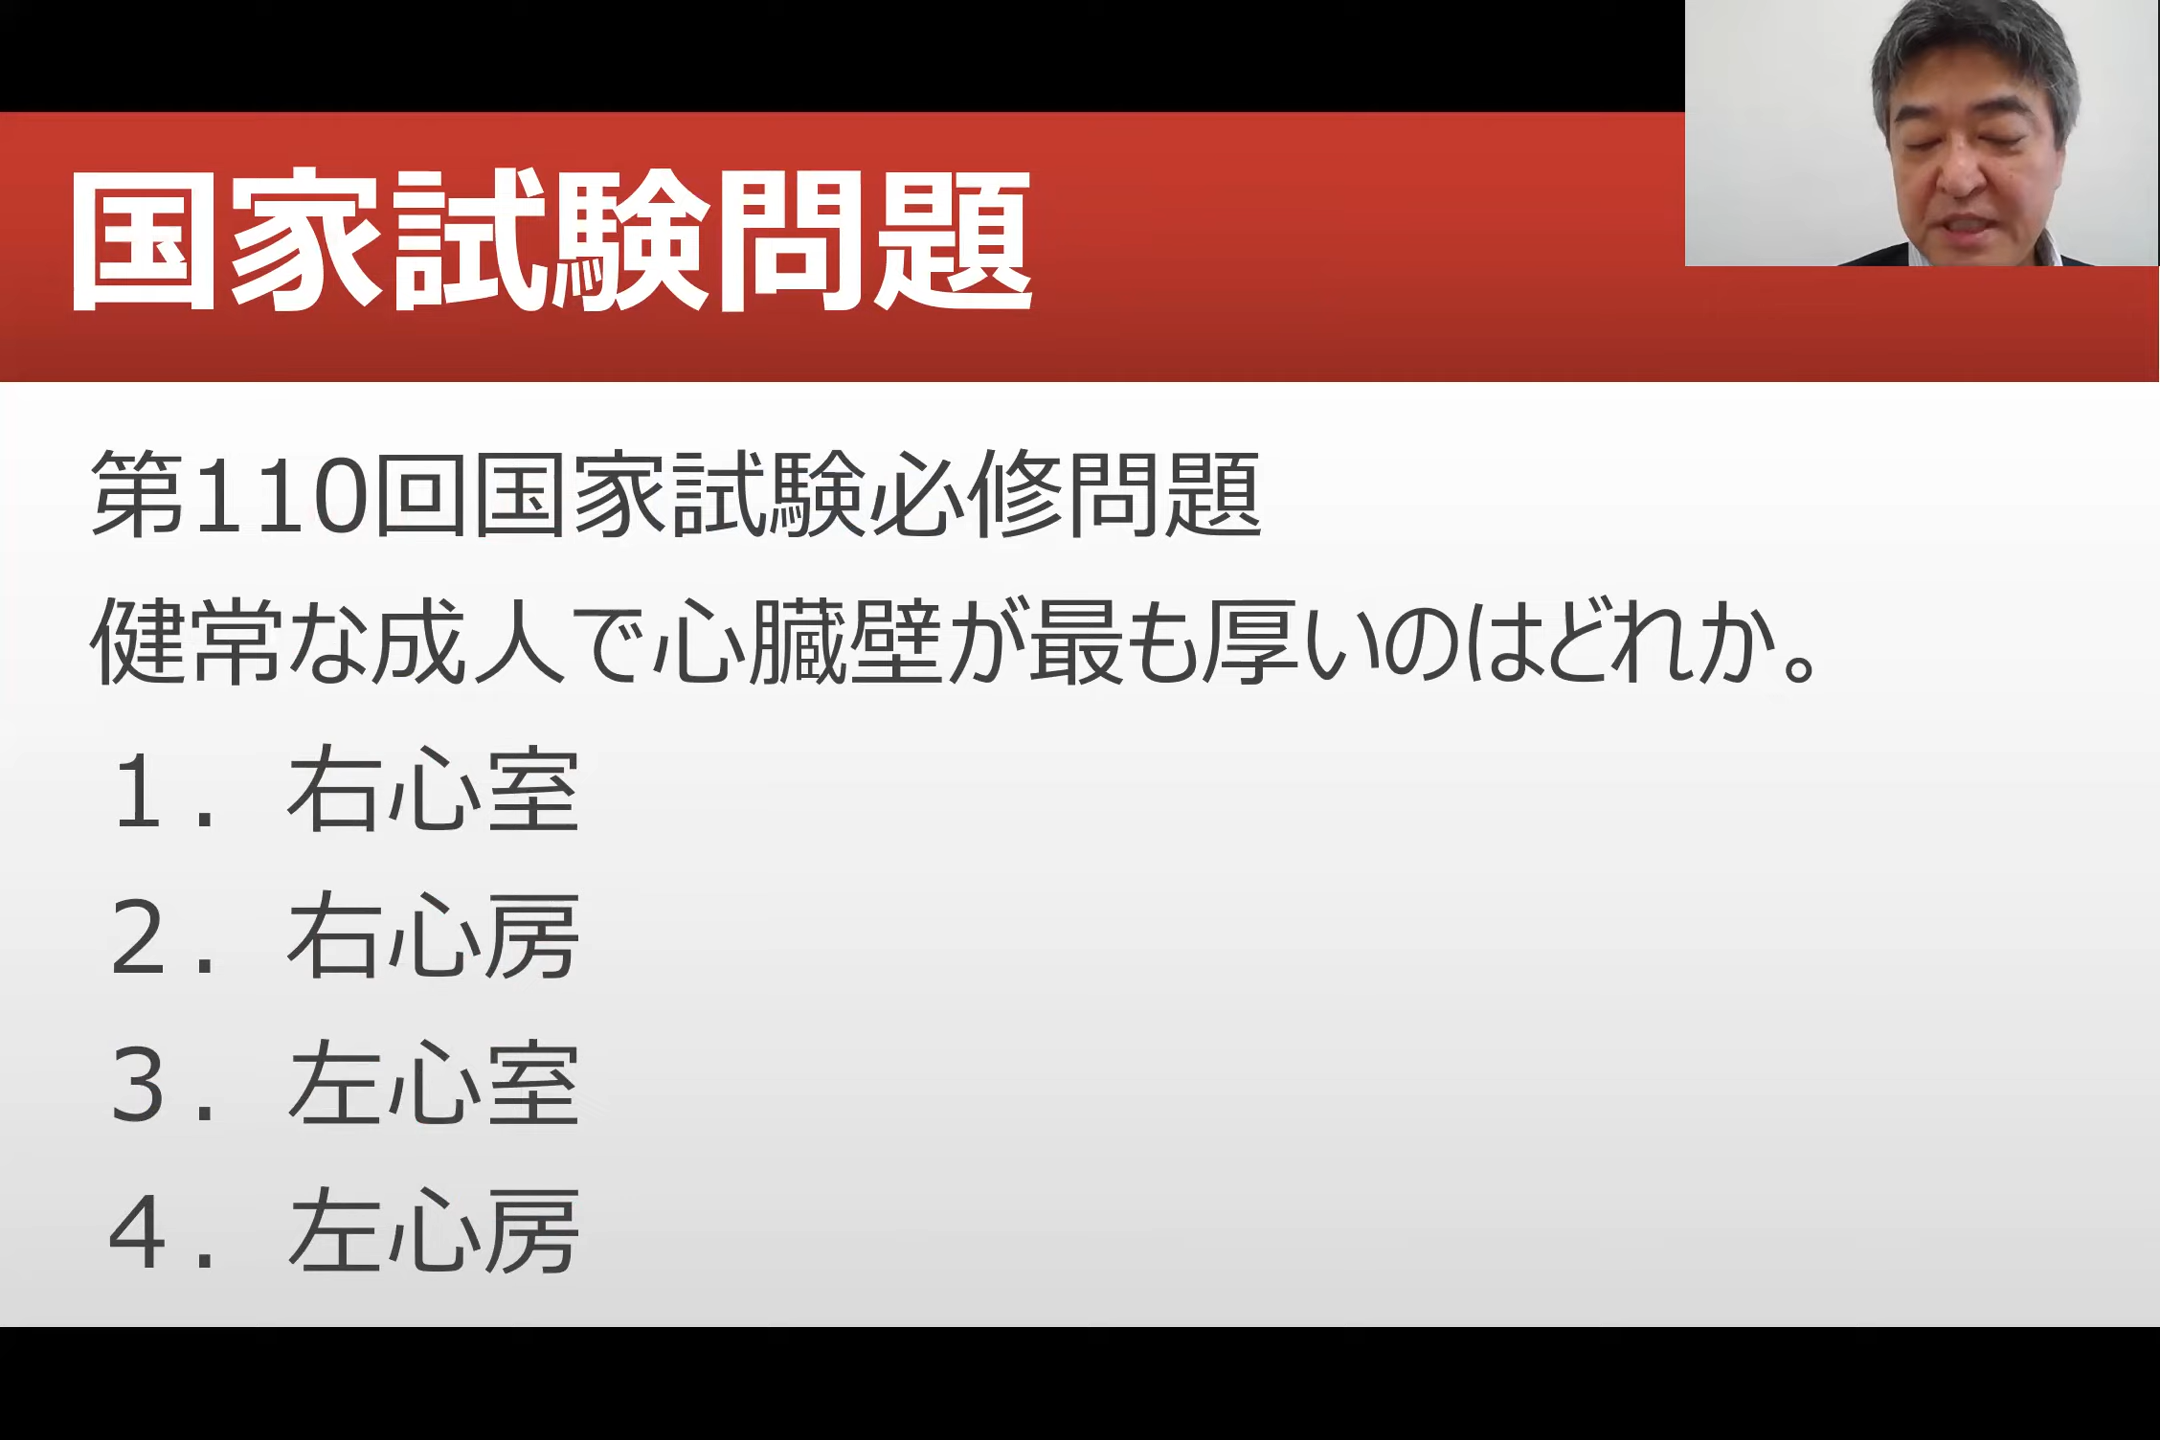 国家試験問題
第110回国家試験必修問題
健常な成人で心臓壁が最も厚いのはどれか。
１．右心室
２．右心房
３．左心室
４．左心房